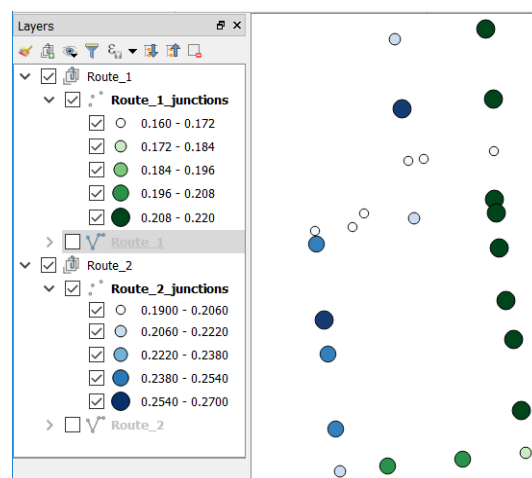 Layers
Route_1
Route_1_junctions
0.160 - 0.172
0.172 - 0.184
0.184 - 0.196
0.196 - 0.208
0.208 - 0.220
Route_1
Route_2
Route_2_junctions
0.1900 - 0.2060
0.2060 - 0.2220
0.2220 - 0.2380
0.2380 - 0.2540
0.2540 - 0.2700
Route_2